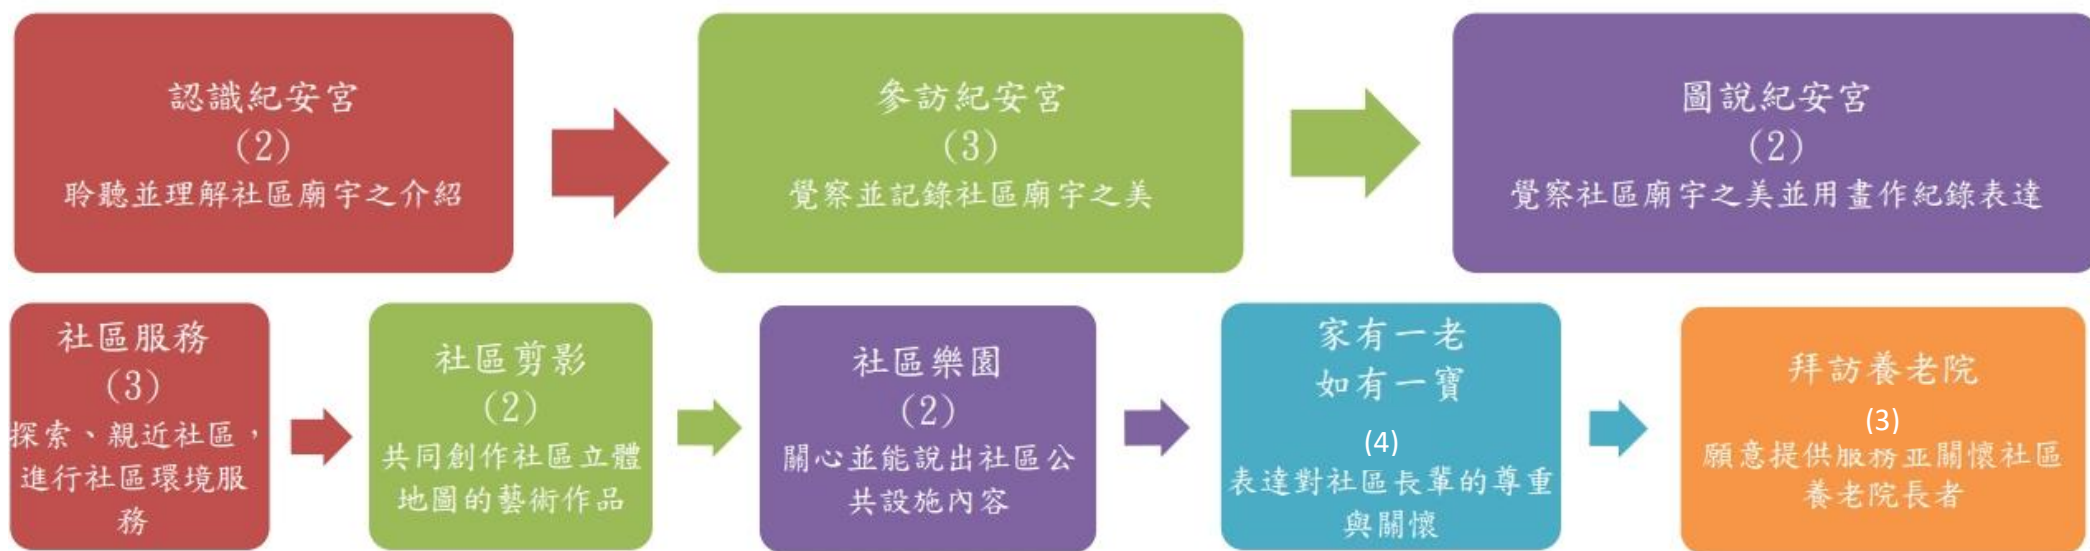 認識紀安宮
(2)
聆聽並理解社區廟宇之介紹
參訪紀安宮
(3)
覺察並記錄社區廟宇之美
圖說紀安宮
(2)
覺察社區廟宇之美並用畫作紀錄表達
社區服務
(3)
探索、親近社區，
進行社區環境服
務
社區剪影
(2)
共同創作社區立體
地圖的藝術作品
社區樂園
(2)
關心並能說出社區公
共設施內容
家有一老
如有一寶
(4)
表達對社區長輩的尊重
與關懷
拜訪養老院
(3)
願意提供服務並關懷社區
養老院長者